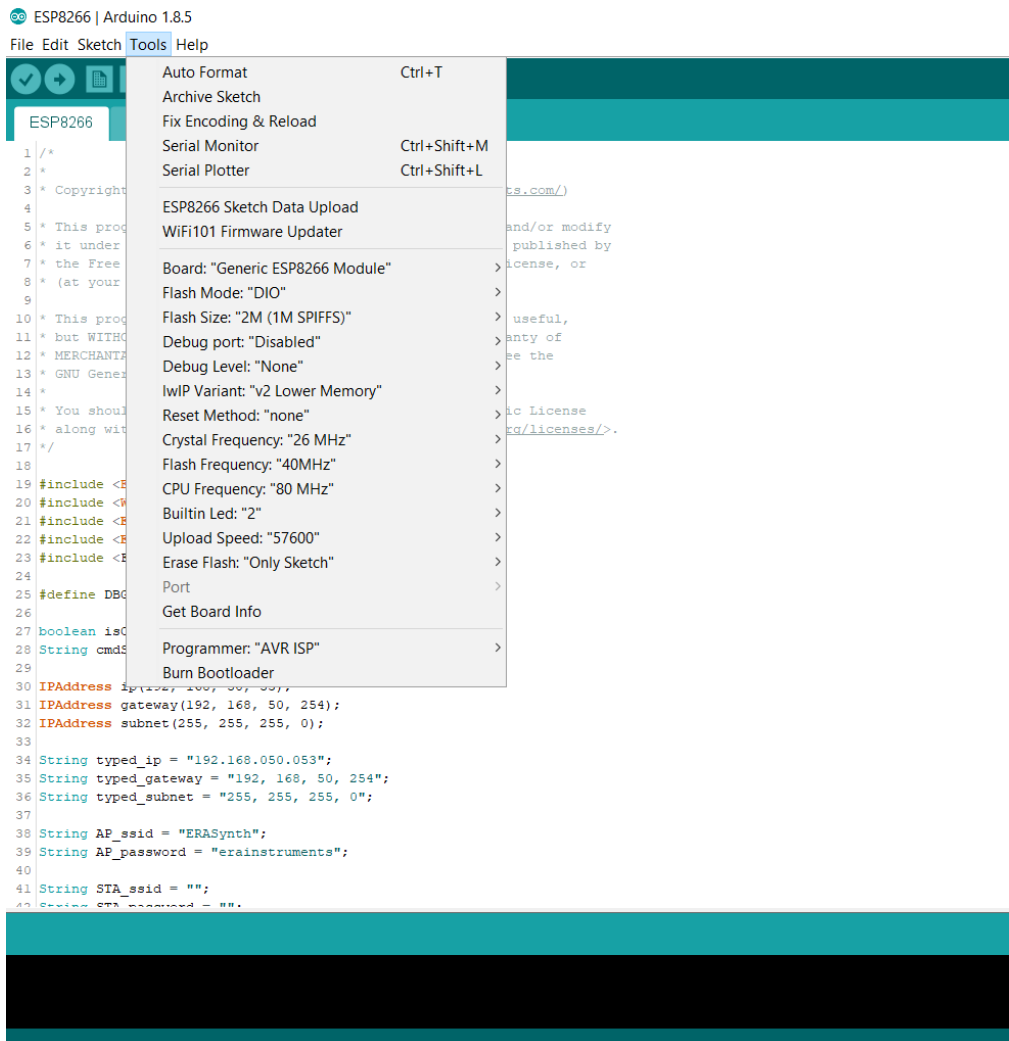 ESP8266 | Arduino 1.8.5
File Edit Sketch Tools Help
Auto Format Ctrl+T
Archive Sketch
Fix Encoding & Reload
Serial Monitor Ctrl+Shift+M
Serial Plotter Ctrl+Shift+L
ESP8266 Sketch Data Upload
WiFi101 Firmware Updater
Board: "Generic ESP8266 Module"
Flash Mode: "DIO"
Flash Size: "2M (1M SPIFFS)"
Debug port: "Disabled"
Debug Level: "None"
lwIP Variant: "v2 Lower Memory"
Reset Method: "none"
Crystal Frequency: "26 MHz"
Flash Frequency: "40MHz"
CPU Frequency: "80 MHz"
Builtin Led: "2"
Upload Speed: "57600"
Erase Flash: "Only Sketch"
Port
Get Board Info
Programmer: "AVR ISP"
Burn Bootloader
ESP8266
1 /*
2 *
3 * Copyright ts.com/)
4
5 * This prog and/or modify
6 * it under published by
7 * the Free icense, or
8 * (at your
9
10 * This prog useful,
11 * but WITHO anty of
12 * MERCHANTA ee the
13 * GNU Gener
14 *
15 * You shoul ic License
16 * along wit rg/licenses/>.
17 */
18
19 #include <E
20 #include <W
21 #include <E
22 #include <E
23 #include <E
24
25 #define DBG
26
27 boolean isC
28 String cmdS
29
30 IPAddress
31 IPAddress gateway(192, 168, 50, 254);
32 IPAddress subnet(255, 255, 255, 0);
33
34 String typed_ip = "192.168.050.053";
35 String typed_gateway = "192, 168, 50, 254";
36 String typed_subnet = "255, 255, 255, 0";
37
38 String AP_ssid = "ERASynth";
39 String AP_password = "erainstruments";
40
41 String STA_ssid = "";